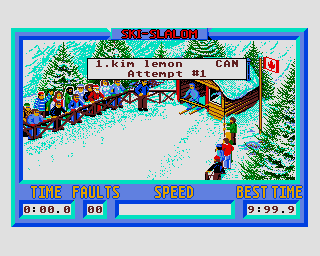 SKI-SLALOM
1.kim lemon CAN
Attempt #1
TIME FAULTS SPEED BEST TIME
0:00.0 00 9:99.9